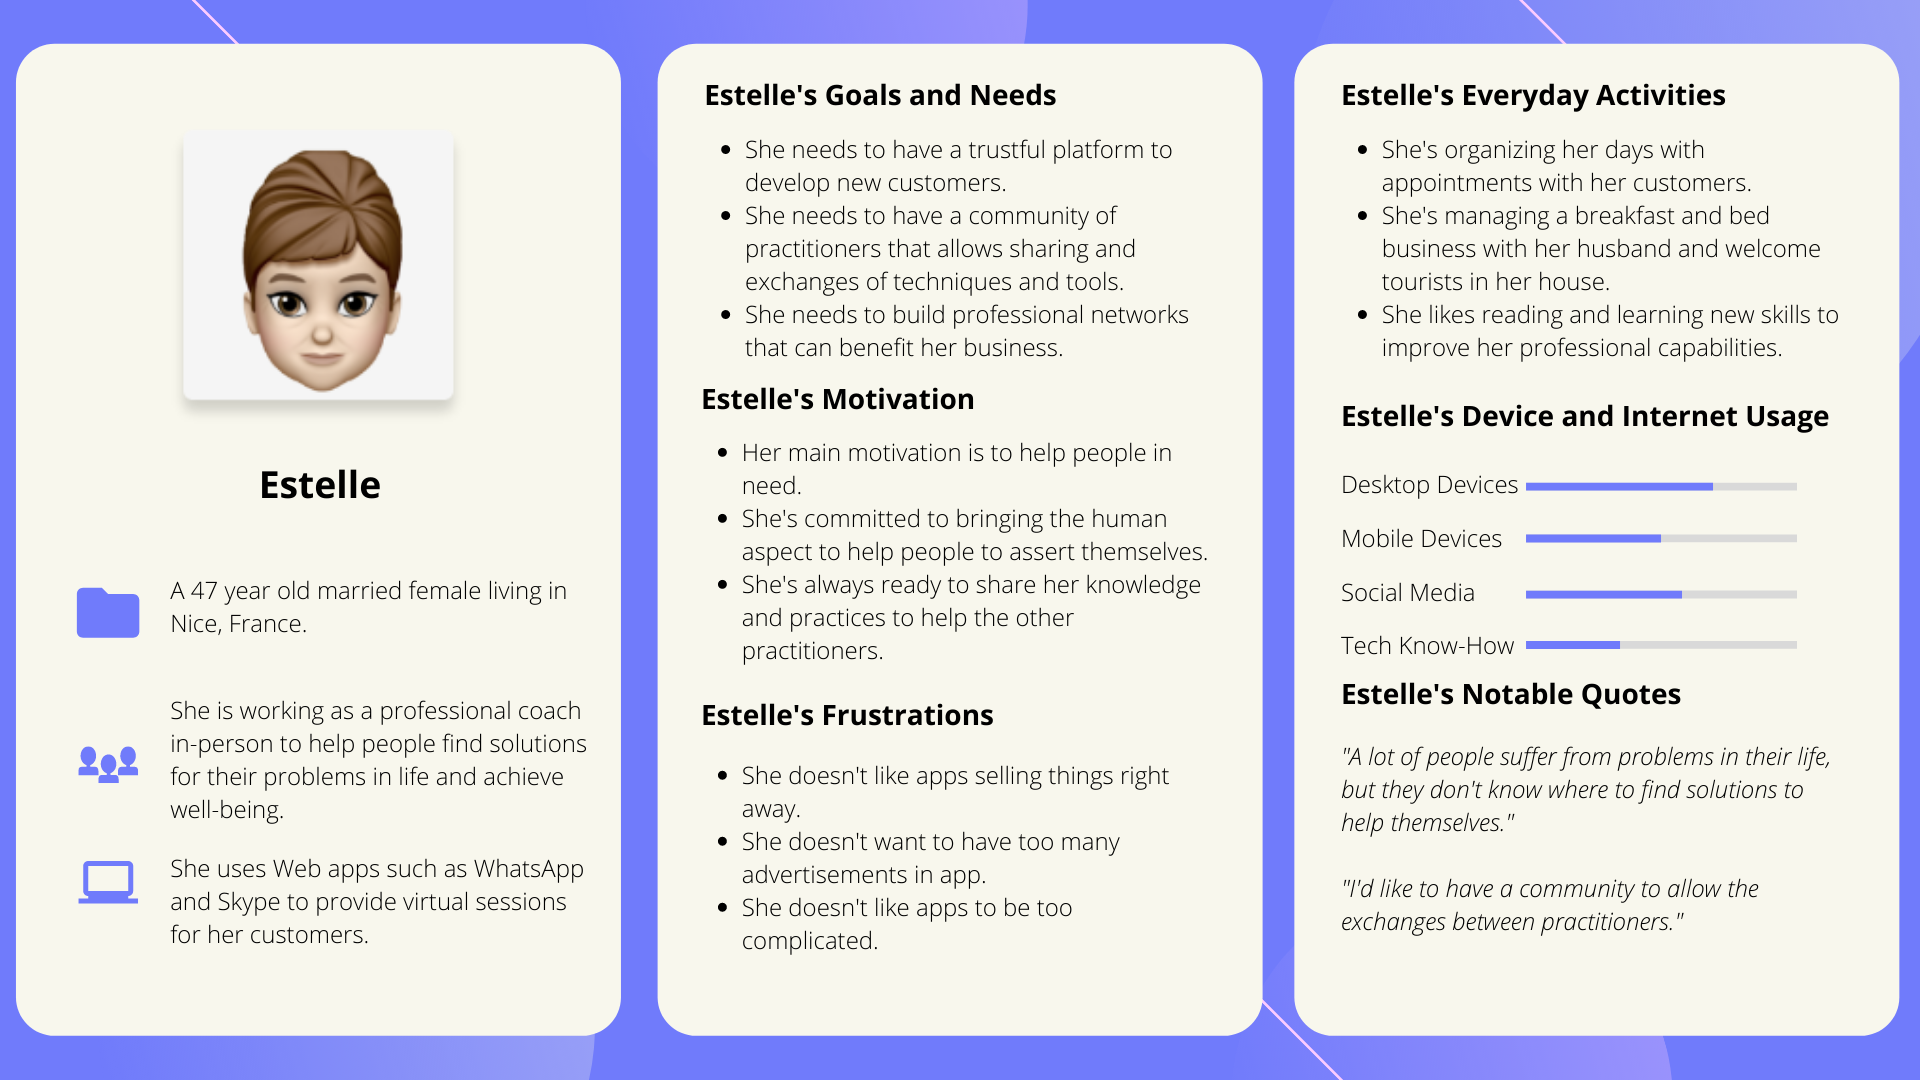 Estelle
A 47 year old married female living in
Nice, France.
She is working as a professional coach
in-person to help people find solutions
for their problems in life and achieve
well-being.
She uses Web apps such as WhatsApp
and Skype to provide virtual sessions
for her customers.
Estelle's Goals and Needs
• She needs to have a trustful platform to
develop new customers.
• She needs to have a community of
practitioners that allows sharing and
exchanges of techniques and tools.
• She needs to build professional networks
that can benefit her business.
Estelle's Motivation
• Her main motivation is to help people in
need.
• She's committed to bringing the human
aspect to help people to assert themselves.
• She's always ready to share her knowledge
and practices to help the other
practitioners.
Estelle's Frustrations
• She doesn't like apps selling things right
away.
• She doesn't want to have too many
advertisements in app.
• She doesn't like apps to be too
complicated.
Estelle's Everyday Activities
• She's organizing her days with
appointments with her customers.
• She's managing a breakfast and bed
business with her husband and welcome
tourists in her house.
• She likes reading and learning new skills to
improve her professional capabilities.
Estelle's Device and Internet Usage
Desktop Devices
Mobile Devices
Social Media
Tech Know-How
Estelle's Notable Quotes
"A lot of people suffer from problems in their life,
but they don't know where to find solutions to
help themselves."
"I'd like to have a community to allow the
exchanges between practitioners."